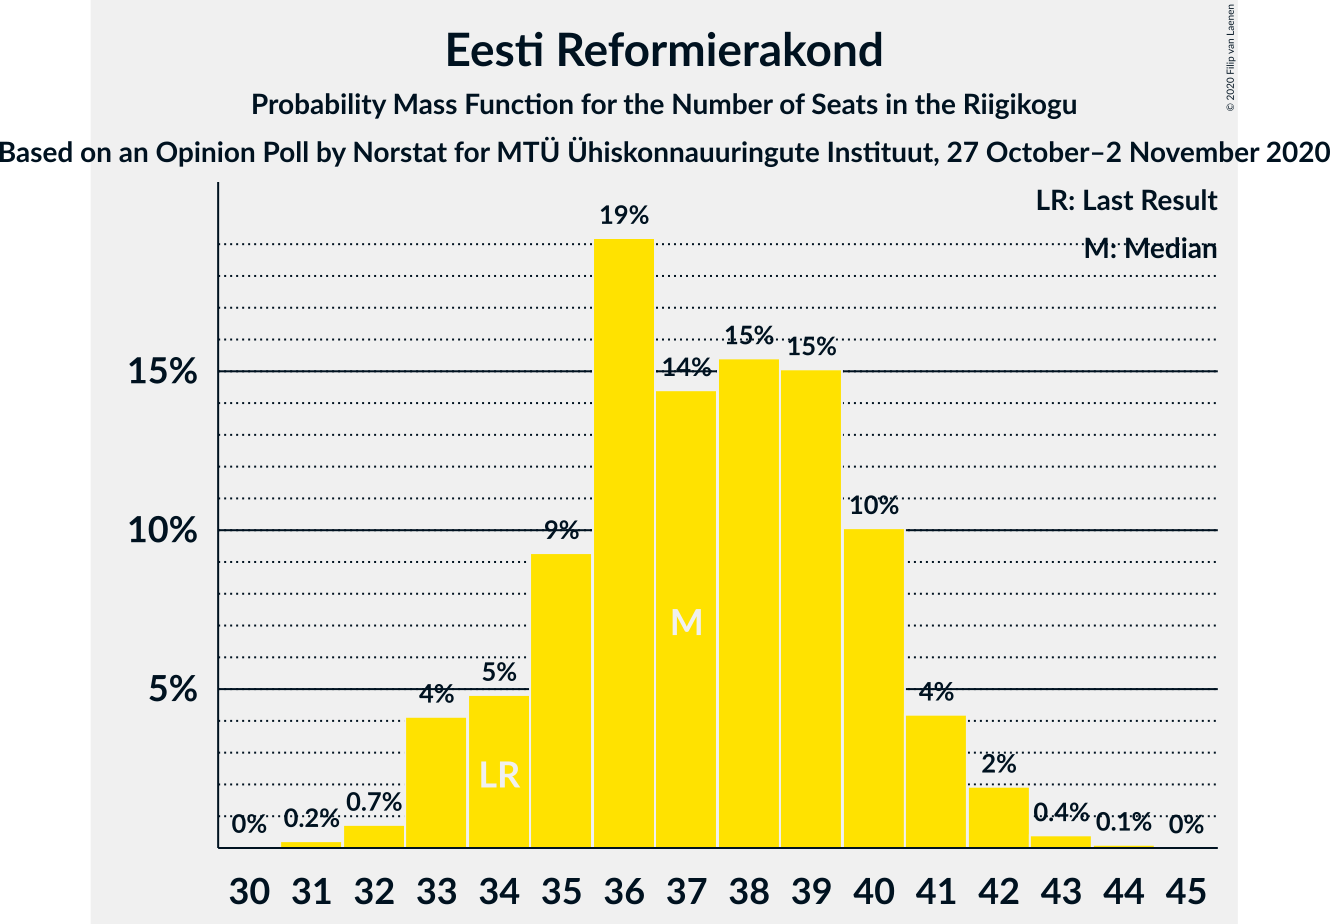 Eesti Reformierakond
Probability Mass Function for the Number of Seats in the Riigikogu
Based on an Opinion Poll by Norstat for MTÜ Ühiskonnauuringute Instituut, 27 October–2 November 2020
© 2020 Filip van Laenen
LR: Last Result
M: Median
19%
15%
15%
14%
15%
10%
9%
10%
M
5%
5%
4%
4%
LR
2%
0%
0.2%
0.7%
0.4%
0.1%
0%
30 31 32 33 34 35 36 37 38 39 40 41 42 43 44 45